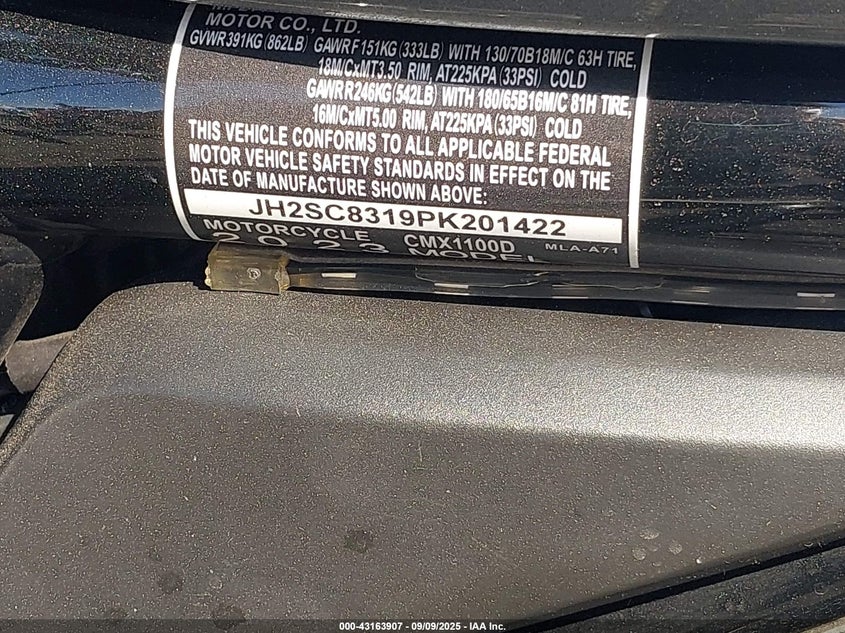 MOTOR CO., LTD.
GVWR391KG (862LB) GAWR F151KG (333LB) WITH 130/70B18M/C 63H TIRE,
18M/CxMT3.50 RIM, AT225KPA (33PSI) COLD
GAWR R246KG (542LB) WITH 180/65B16M/C 81H TIRE,
16M/CxMT5.00 RIM, AT225KPA (33PSI) COLD
THIS VEHICLE CONFORMS TO ALL APPLICABLE FEDERAL
MOTOR VEHICLE SAFETY STANDARDS IN EFFECT ON THE
DATE OF MANUFACTURE SHOWN ABOVE:
JH2SC8319PK201422
MOTORCYCLE CMX1100D MLA-A71
2023 MODEL
000-43163907 - 09/09/2025 - IAA Inc.